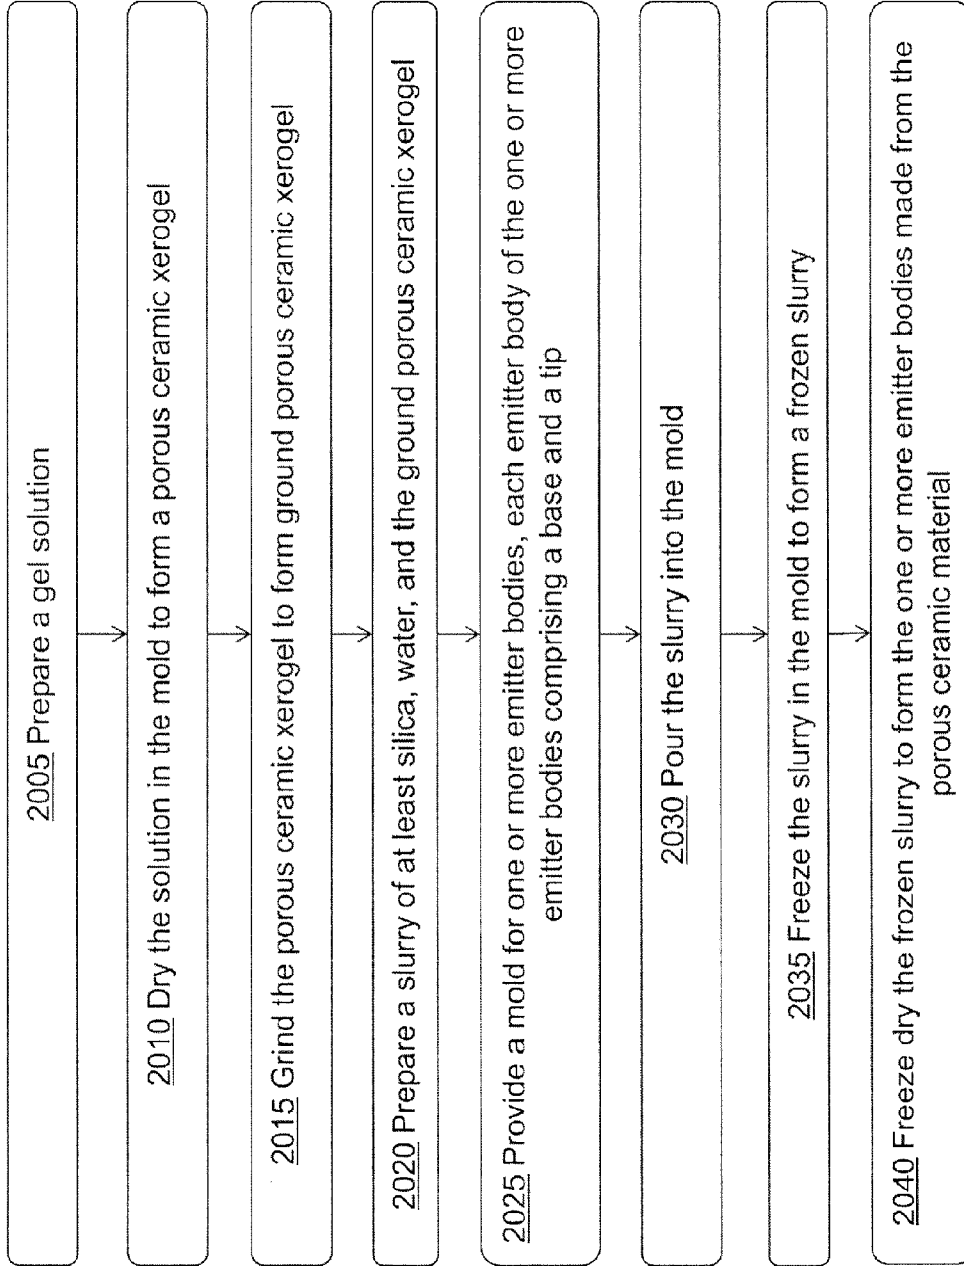 2005 Prepare a gel solution
2010 Dry the solution in the mold to form a porous ceramic xerogel
2015 Grind the porous ceramic xerogel to form ground porous ceramic xerogel
2020 Prepare a slurry of at least silica, water, and the ground porous ceramic xerogel
2025 Provide a mold for one or more emitter bodies, each emitter body of the one or more
emitter bodies comprising a base and a tip
2030 Pour the slurry into the mold
2035 Freeze the slurry in the mold to form a frozen slurry
2040 Freeze dry the frozen slurry to form the one or more emitter bodies made from the
porous ceramic material